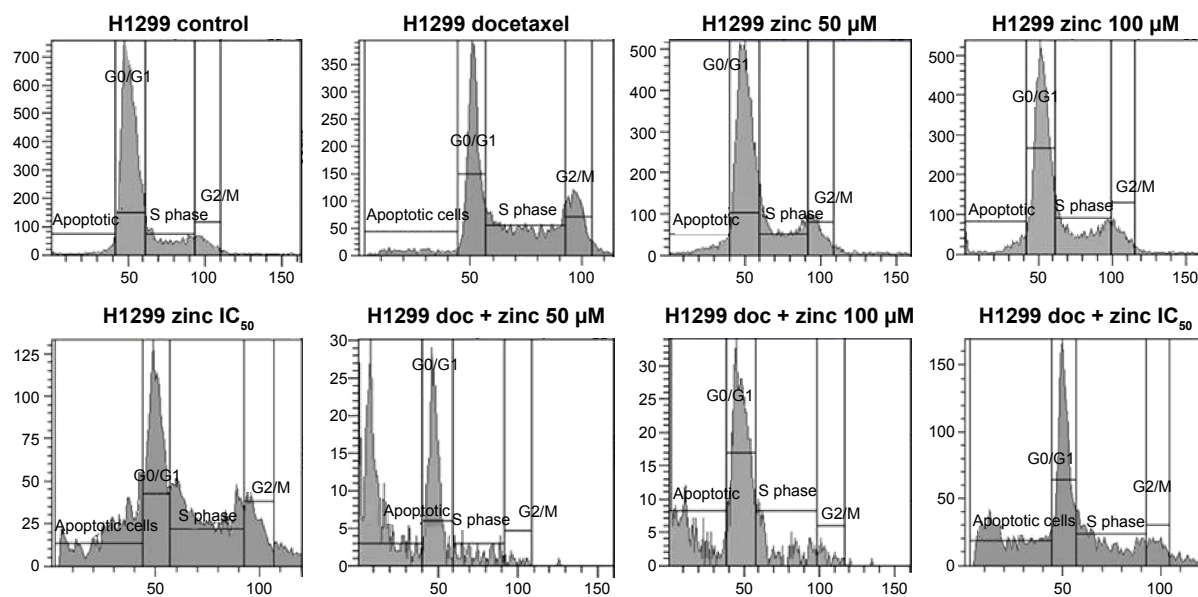 H1299 control
700
600
500
400
300
200
100
0
50
100
150
G0/G1
Apoptotic
S phase
G2/M
H1299 docetaxel
350
300
250
200
150
100
50
0
50
100
G0/G1
Apoptotic cells
S phase
G2/M
H1299 zinc 50 µM
500
400
300
200
100
0
50
100
150
G0/G1
Apoptotic
S phase
G2/M
H1299 zinc 100 µM
500
400
300
200
100
0
50
100
150
G0/G1
Apoptotic
S phase
G2/M
H1299 zinc IC50
125
100
75
50
25
0
50
100
G0/G1
Apoptotic cells
S phase
G2/M
H1299 doc + zinc 50 µM
30
25
20
15
10
5
0
50
100
150
G0/G1
Apoptotic
S phase
G2/M
H1299 doc + zinc 100 µM
30
25
20
15
10
5
0
50
100
150
G0/G1
Apoptotic
S phase
G2/M
H1299 doc + zinc IC50
150
100
50
0
50
100
G0/G1
Apoptotic cells
S phase
G2/M